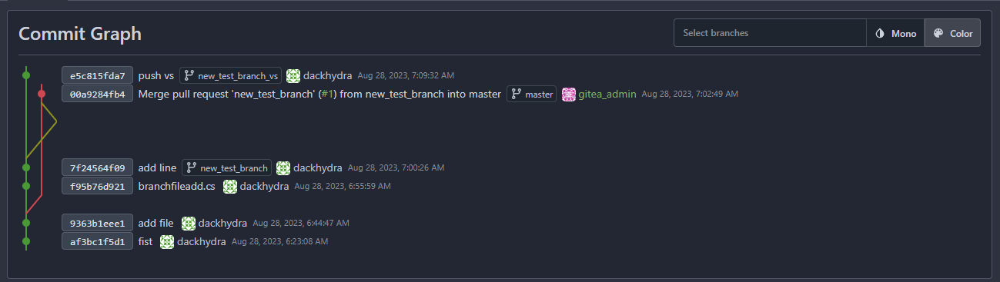 Commit Graph
Select branches Mono Color
e5c815fda7 push vs new_test_branch_vs dackhydra Aug 28, 2023, 7:09:32 AM
00a9284fb4 Merge pull request 'new_test_branch' (#1) from new_test_branch into master master gitea_admin Aug 28, 2023, 7:02:49 AM
7f24564f09 add line new_test_branch dackhydra Aug 28, 2023, 7:00:26 AM
f95b76d921 branchfileadd.cs dackhydra Aug 28, 2023, 6:55:59 AM
9363b1eee1 add file dackhydra Aug 28, 2023, 6:44:47 AM
af3bc1f5d1 fist dackhydra Aug 28, 2023, 6:23:08 AM